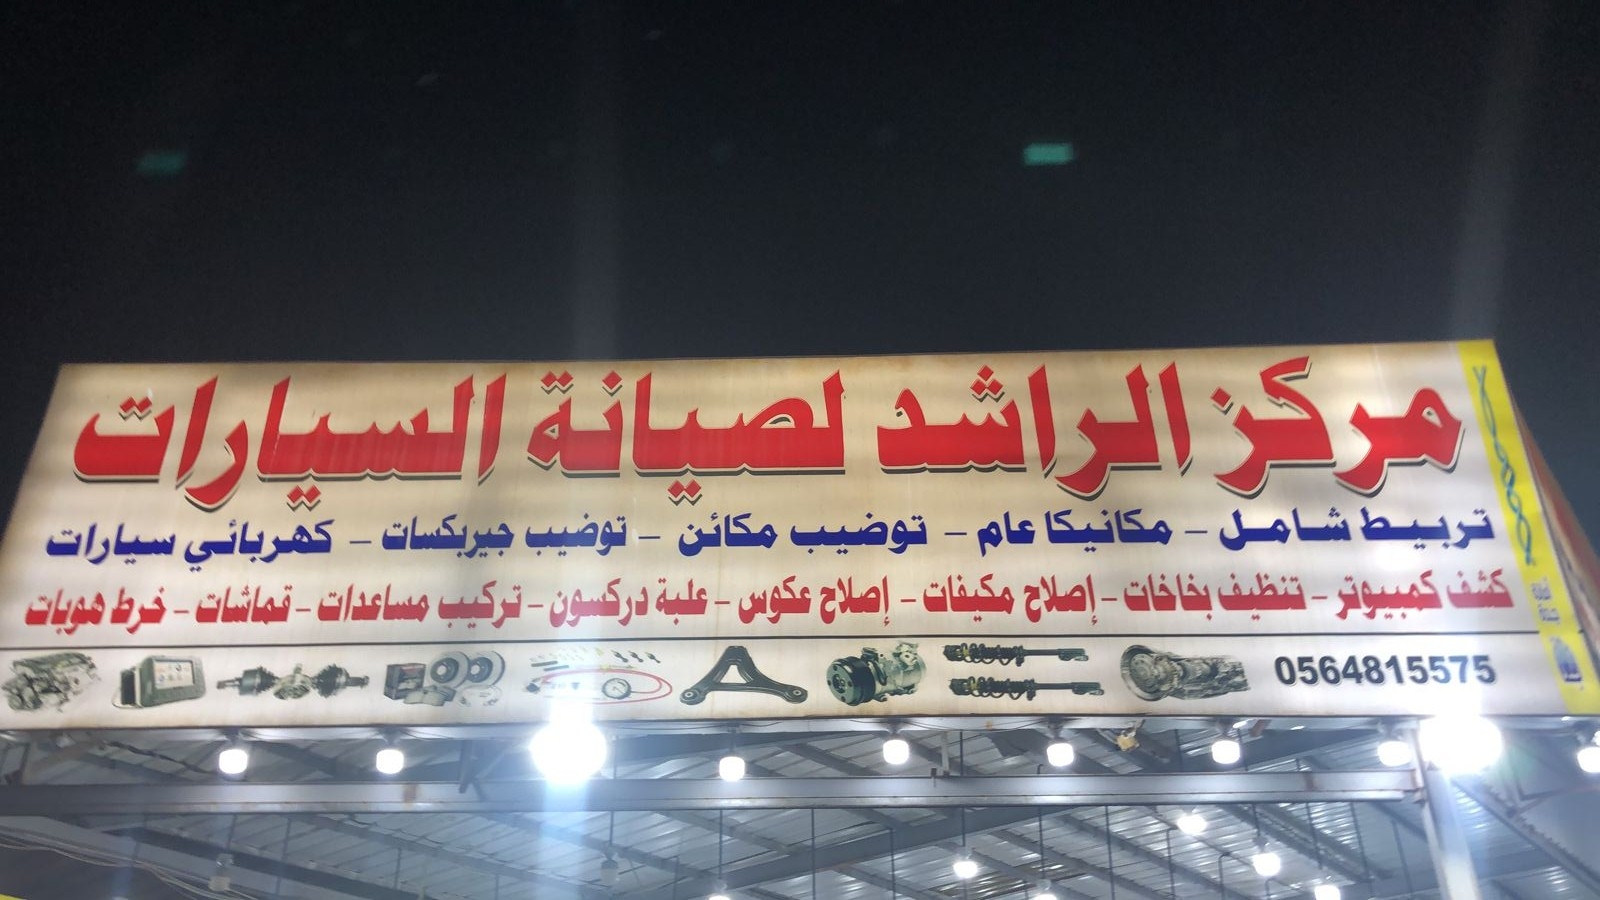 مركز الراشد لصيانة السيارات
تربيط شامل – مكانيكا عام – توضيب مكائن – توضيب جيربكسات – كهربائي سيارات
كشف كمبيوتر – تنظيف بخاخات – إصلاح مكيفات – إصلاح عكوس – علبة دركسون – تركيب مساعدات – قماشات – خرط هوبات
0564815575